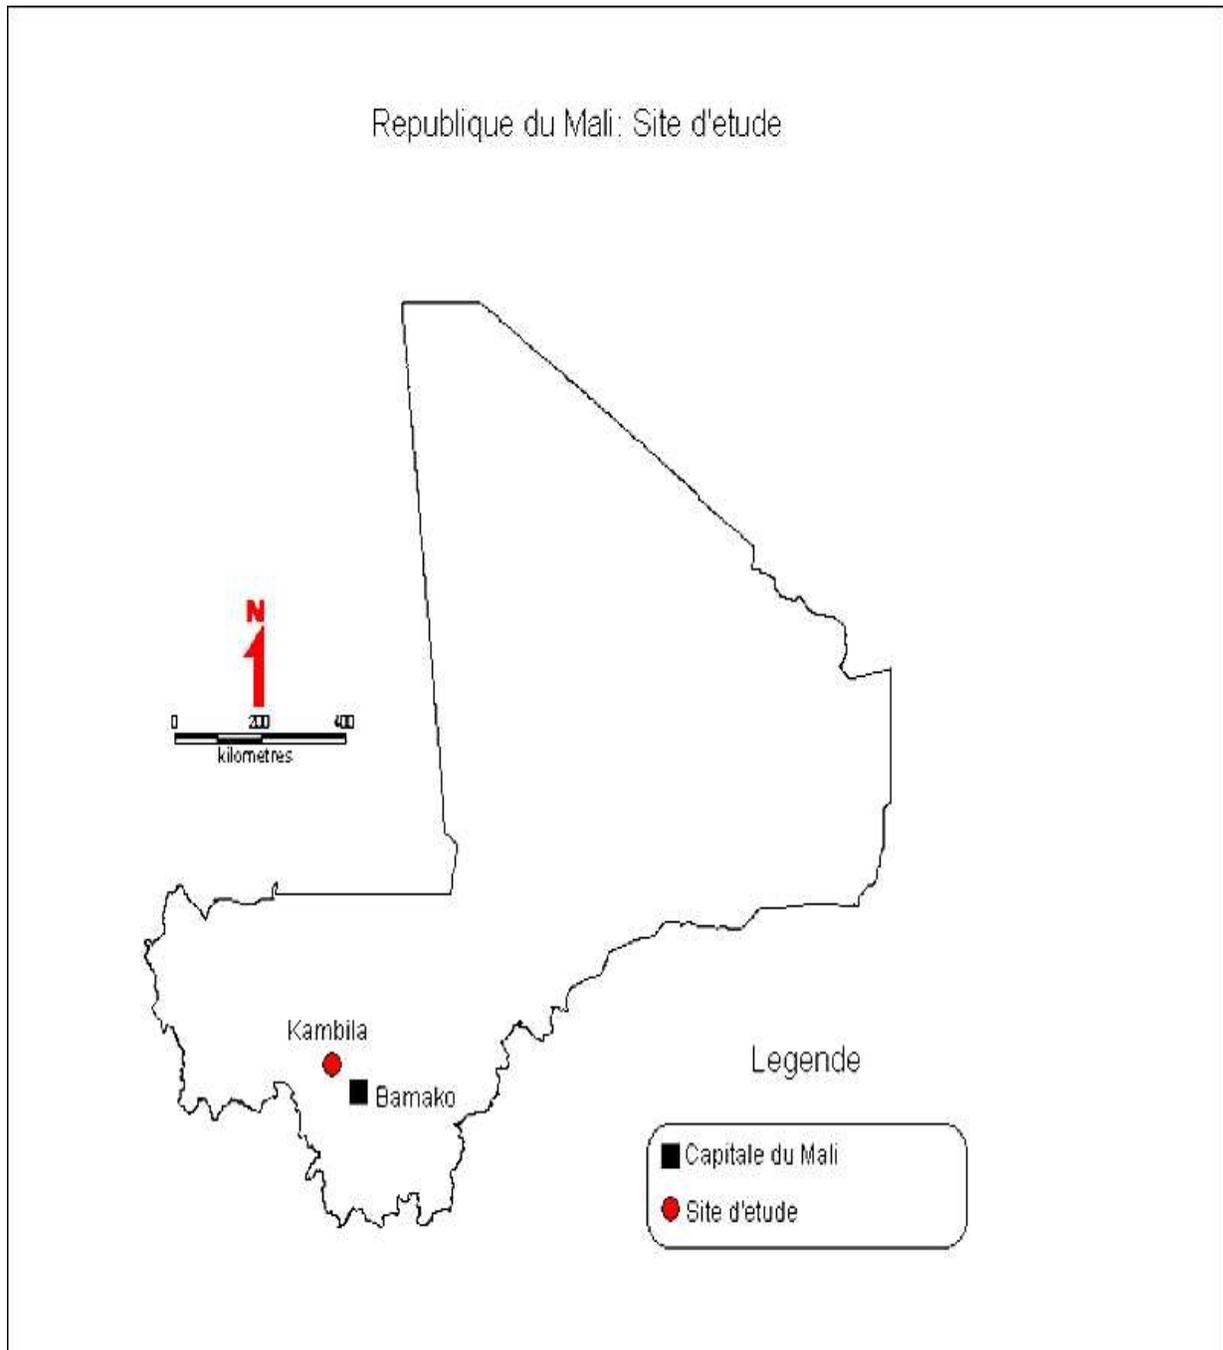 Republique du Mali: Site d'etude
N
0 200 400
kilometres
Kambila
Bamako
Legende
Capitale du Mali
Site d'etude